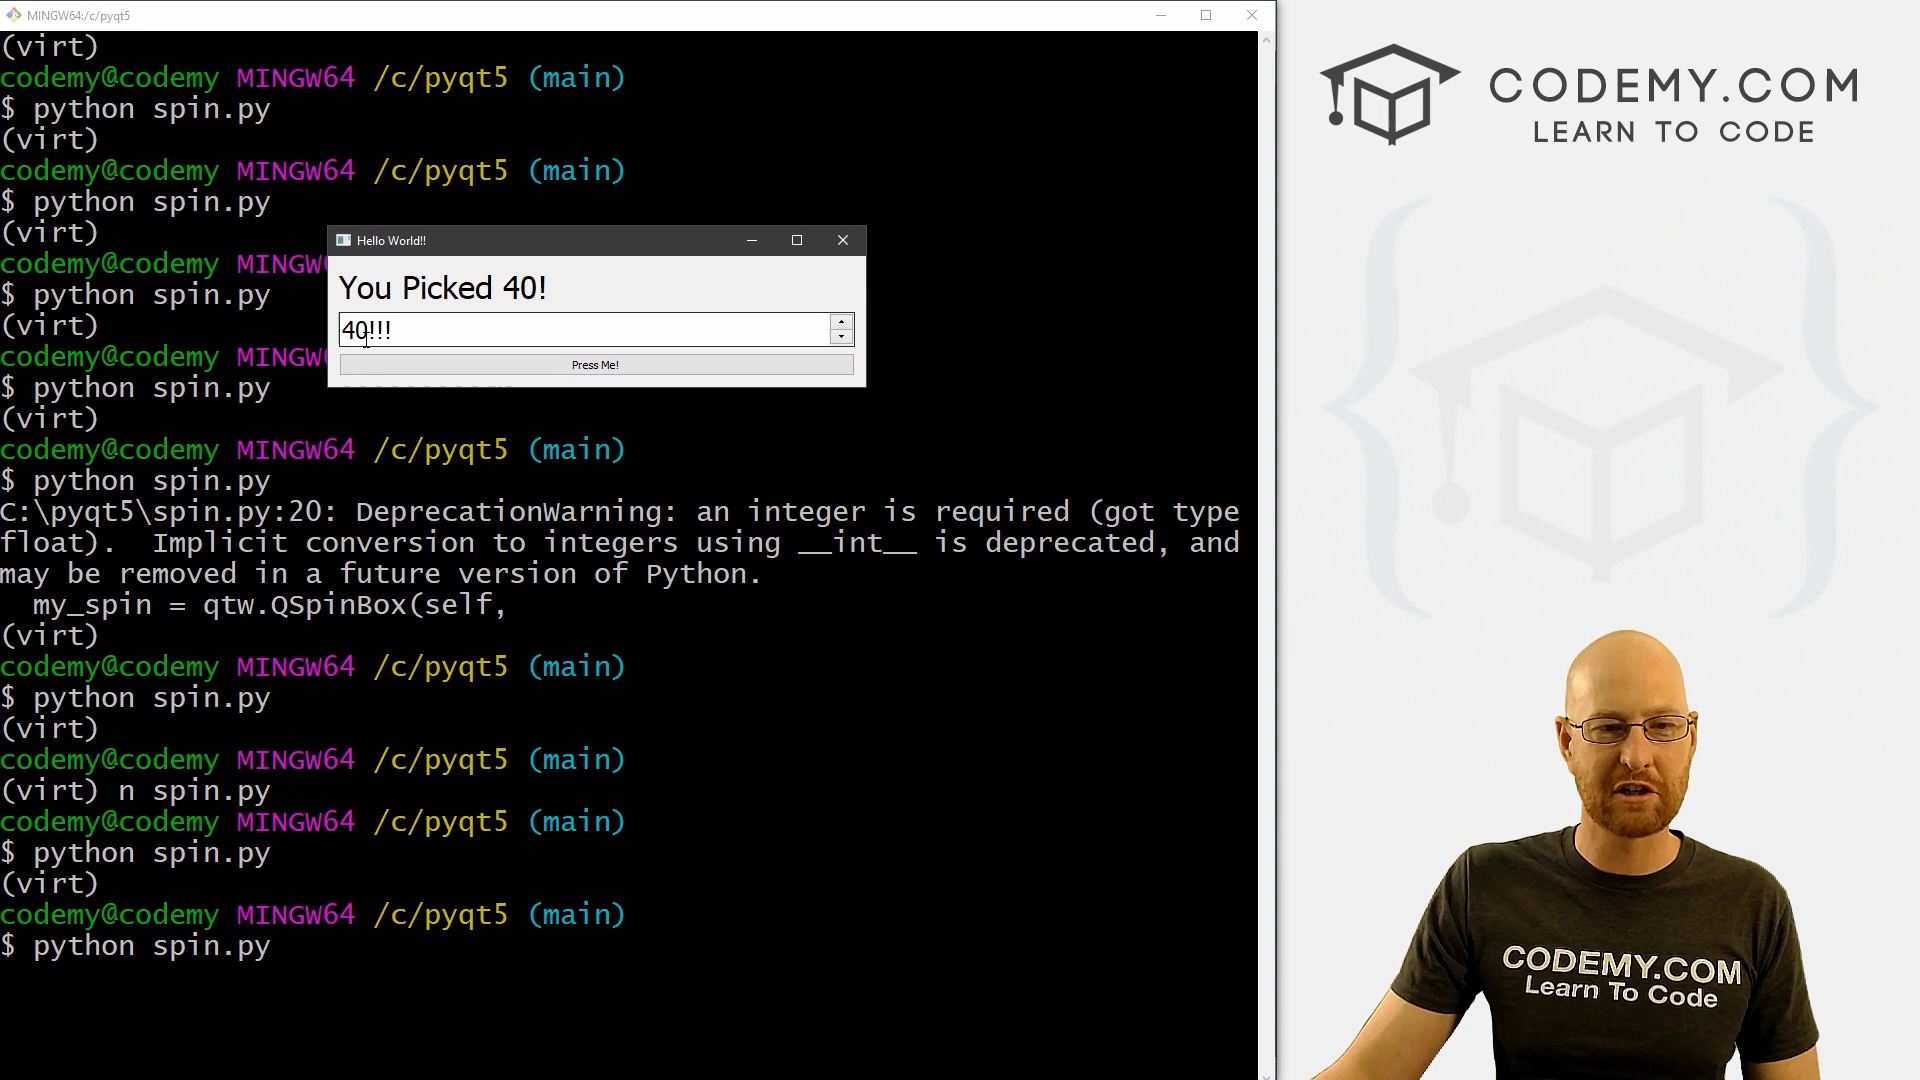 MINGW64:/c/pyqt5
(virt)
codemy@codemy MINGW64 /c/pyqt5 (main)
$ python spin.py
(virt)
codemy@codemy MINGW64 /c/pyqt5 (main)
$ python spin.py
(virt)
codemy@codemy MINGW
$ python spin.py
(virt)
codemy@codemy MINGW
$ python spin.py
(virt)
codemy@codemy MINGW64 /c/pyqt5 (main)
$ python spin.py
C:\pyqt5\spin.py:20: DeprecationWarning: an integer is required (got type
float).  Implicit conversion to integers using __int__ is deprecated, and
may be removed in a future version of Python.
  my_spin = qtw.QSpinBox(self,
(virt)
codemy@codemy MINGW64 /c/pyqt5 (main)
$ python spin.py
(virt)
codemy@codemy MINGW64 /c/pyqt5 (main)
(virt) n spin.py
codemy@codemy MINGW64 /c/pyqt5 (main)
$ python spin.py
(virt)
codemy@codemy MINGW64 /c/pyqt5 (main)
$ python spin.py
Hello World!!
You Picked 40!
40!!!
Press Me!
CODEMY.COM
LEARN TO CODE
CODEMY.COM
Learn To Code